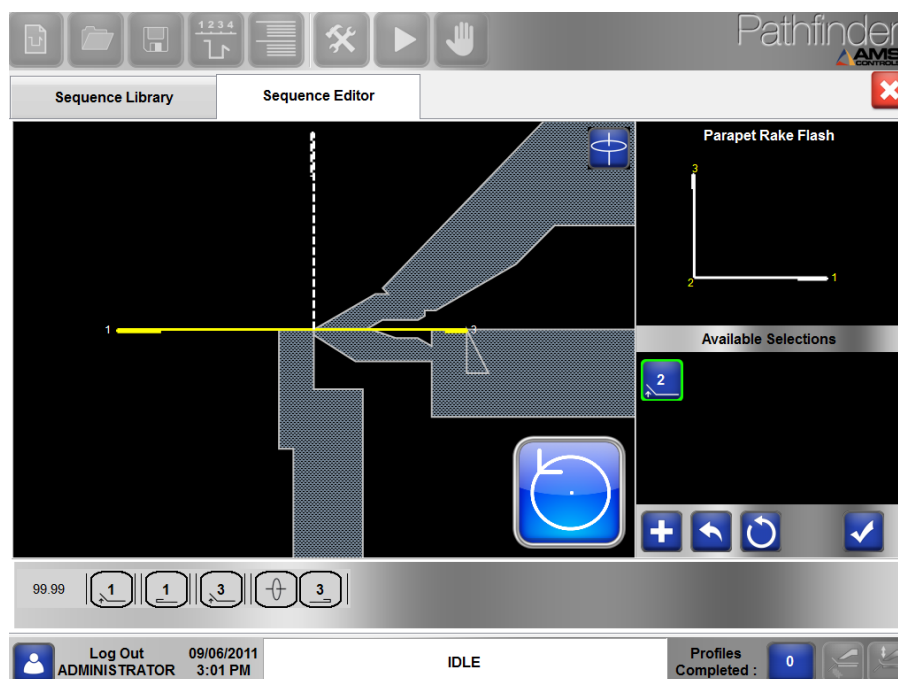 1 2 3 4
Pathfinder
AMS
CONTROLS
Sequence Library
Sequence Editor
Parapet Rake Flash
3
2
1
1
3
Available Selections
2
99.99
1
1
3
3
Log Out
ADMINISTRATOR
09/06/2011
3:01 PM
IDLE
Profiles
Completed :
0